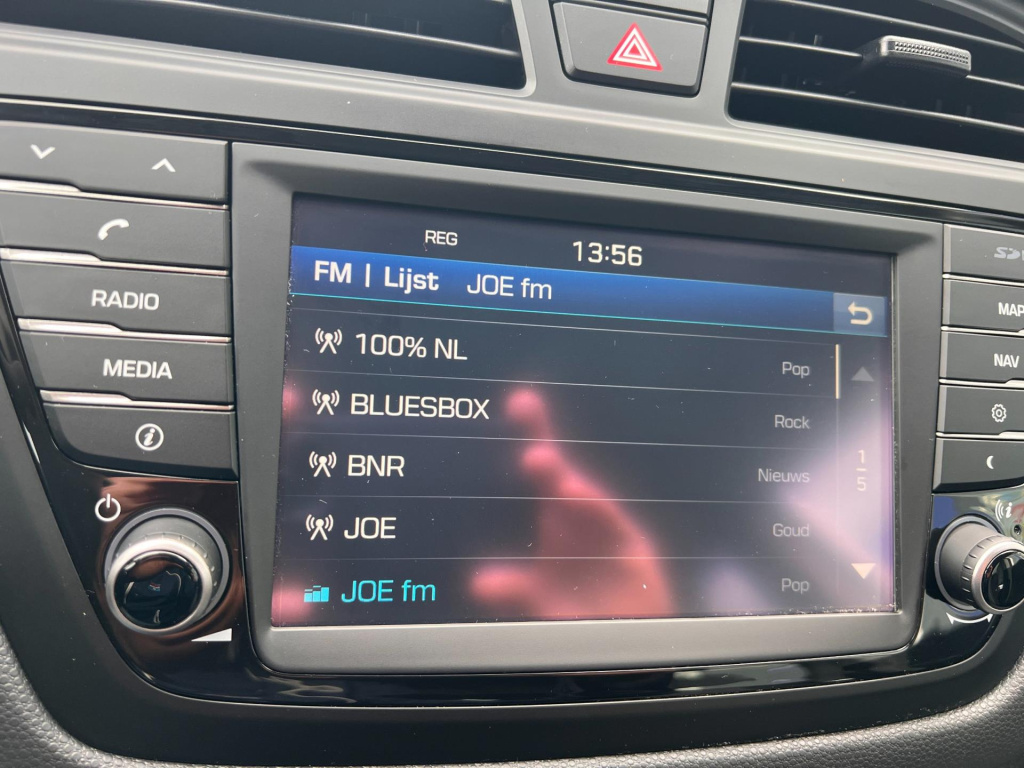 REG 13:56
FM | Lijst JOE fm
100% NL Pop
BLUESBOX Rock
BNR Nieuws
JOE Goud
JOE fm Pop
1
5
RADIO
MEDIA
MAP
NAV